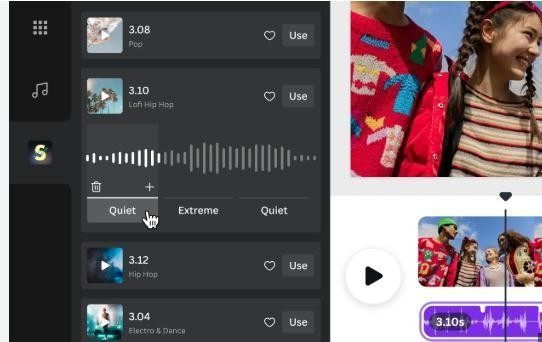 3.08
Pop
Use
3.10
Lofi Hip Hop
Use
S
Quiet
Extreme
Quiet
3.12
Hip Hop
Use
3.04
Electro & Dance
Use
3.10s